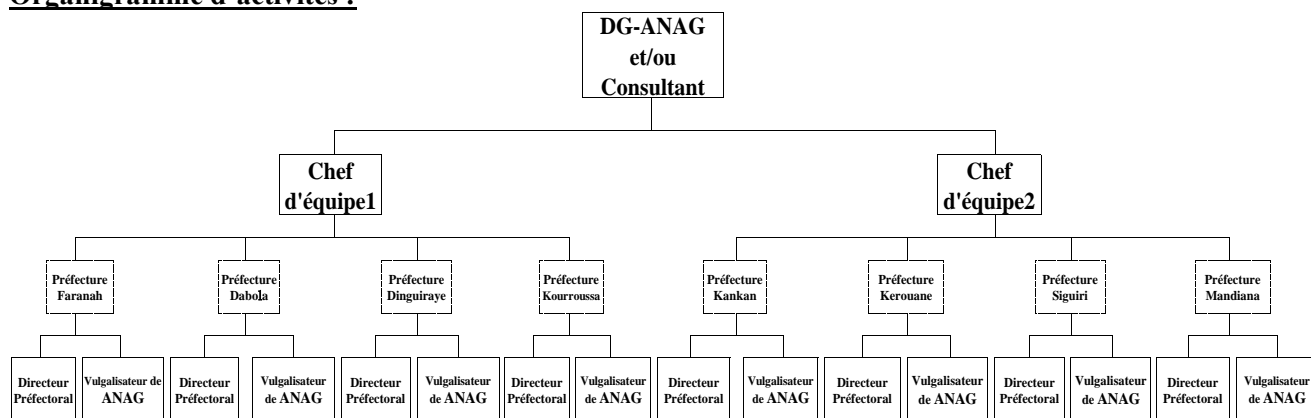 Organigramme d'activités :
DG-ANAG
et/ou
Consultant
Chef
d'équipe1
Chef
d'équipe2
Préfecture
Faranah
Préfecture
Dabola
Préfecture
Dinguiraye
Préfecture
Kourroussa
Préfecture
Kankan
Préfecture
Kerouane
Préfecture
Siguiri
Préfecture
Mandiana
Directeur
Préfectoral
Vulgalisateur de
ANAG
Directeur
Préfectoral
Vulgalisateur
de ANAG
Directeur
Préfectoral
Vulgalisateur
de ANAG
Directeur
Préfectoral
Vulgalisateur
de ANAG
Directeur
Préfectoral
Vulgalisateur
de ANAG
Directeur
Préfectoral
Vulgalisateur
de ANAG
Directeur
Préfectoral
Vulgalisateur
de ANAG
Directeur
Préfectoral
Vulgalisateur
de ANAG